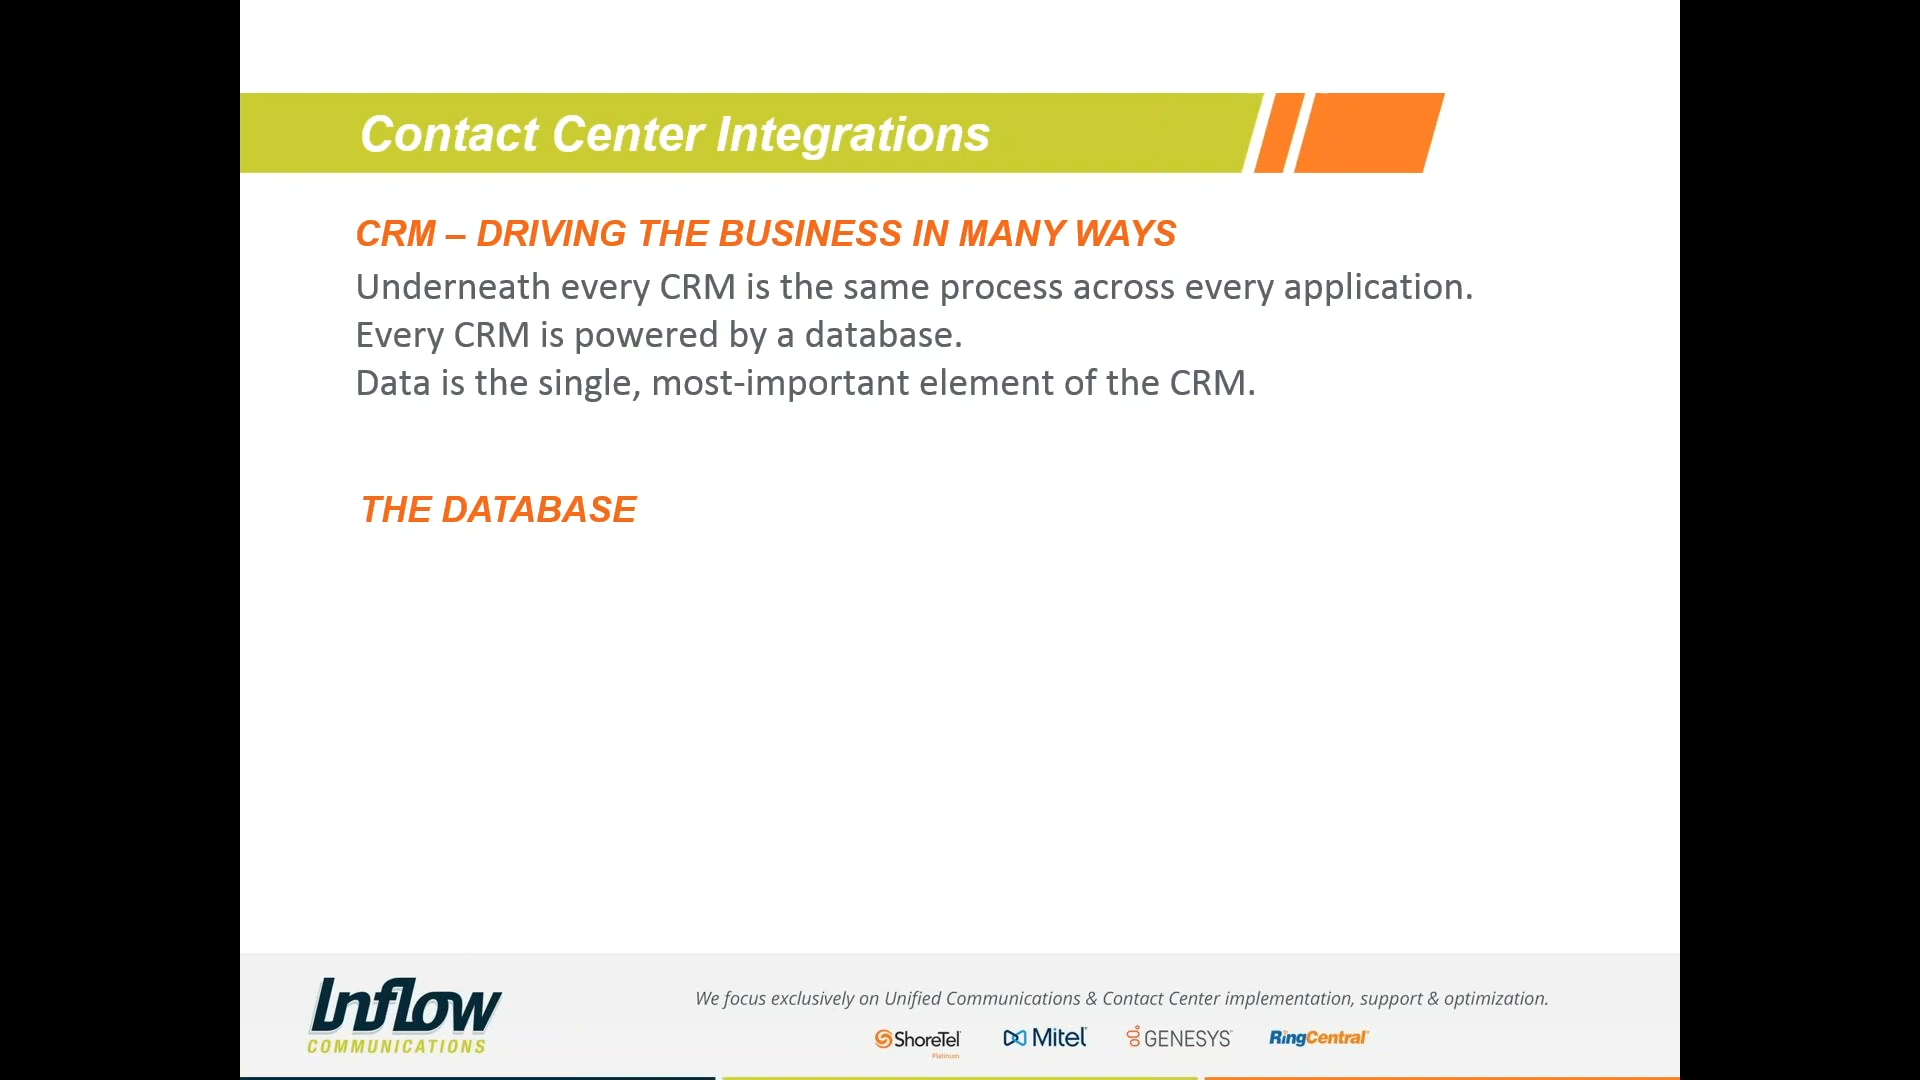 Contact Center Integrations
CRM – DRIVING THE BUSINESS IN MANY WAYS
Underneath every CRM is the same process across every application.
Every CRM is powered by a database.
Data is the single, most-important element of the CRM.
THE DATABASE
Inflow
COMMUNICATIONS
We focus exclusively on Unified Communications & Contact Center implementation, support & optimization.
ShoreTel Mitel GENESYS RingCentral
Platinum